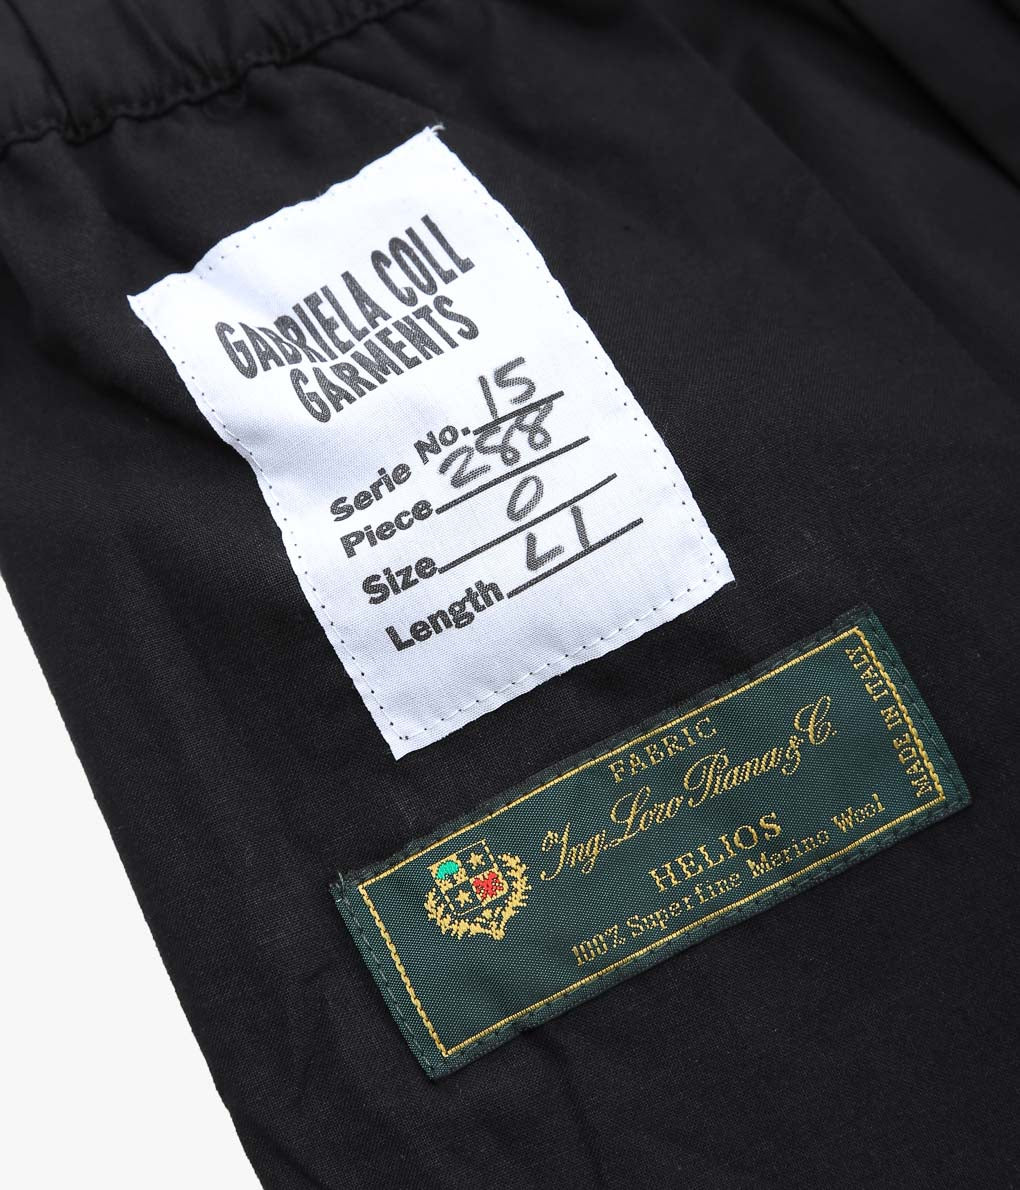 GABRIELA COLL
GARMENTS
Serie No. 15
Piece 288
Size 0
Length L1
FABRIC
Ing. Loro Piana & C.
HELIOS
100% Superfine Merino Wool
MADE IN ITALY